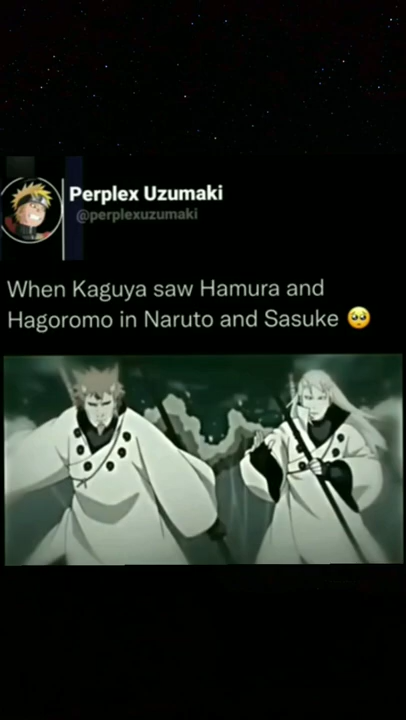 Perplex Uzumaki
@perplexuzumaki
When Kaguya saw Hamura and
Hagoromo in Naruto and Sasuke 🥺